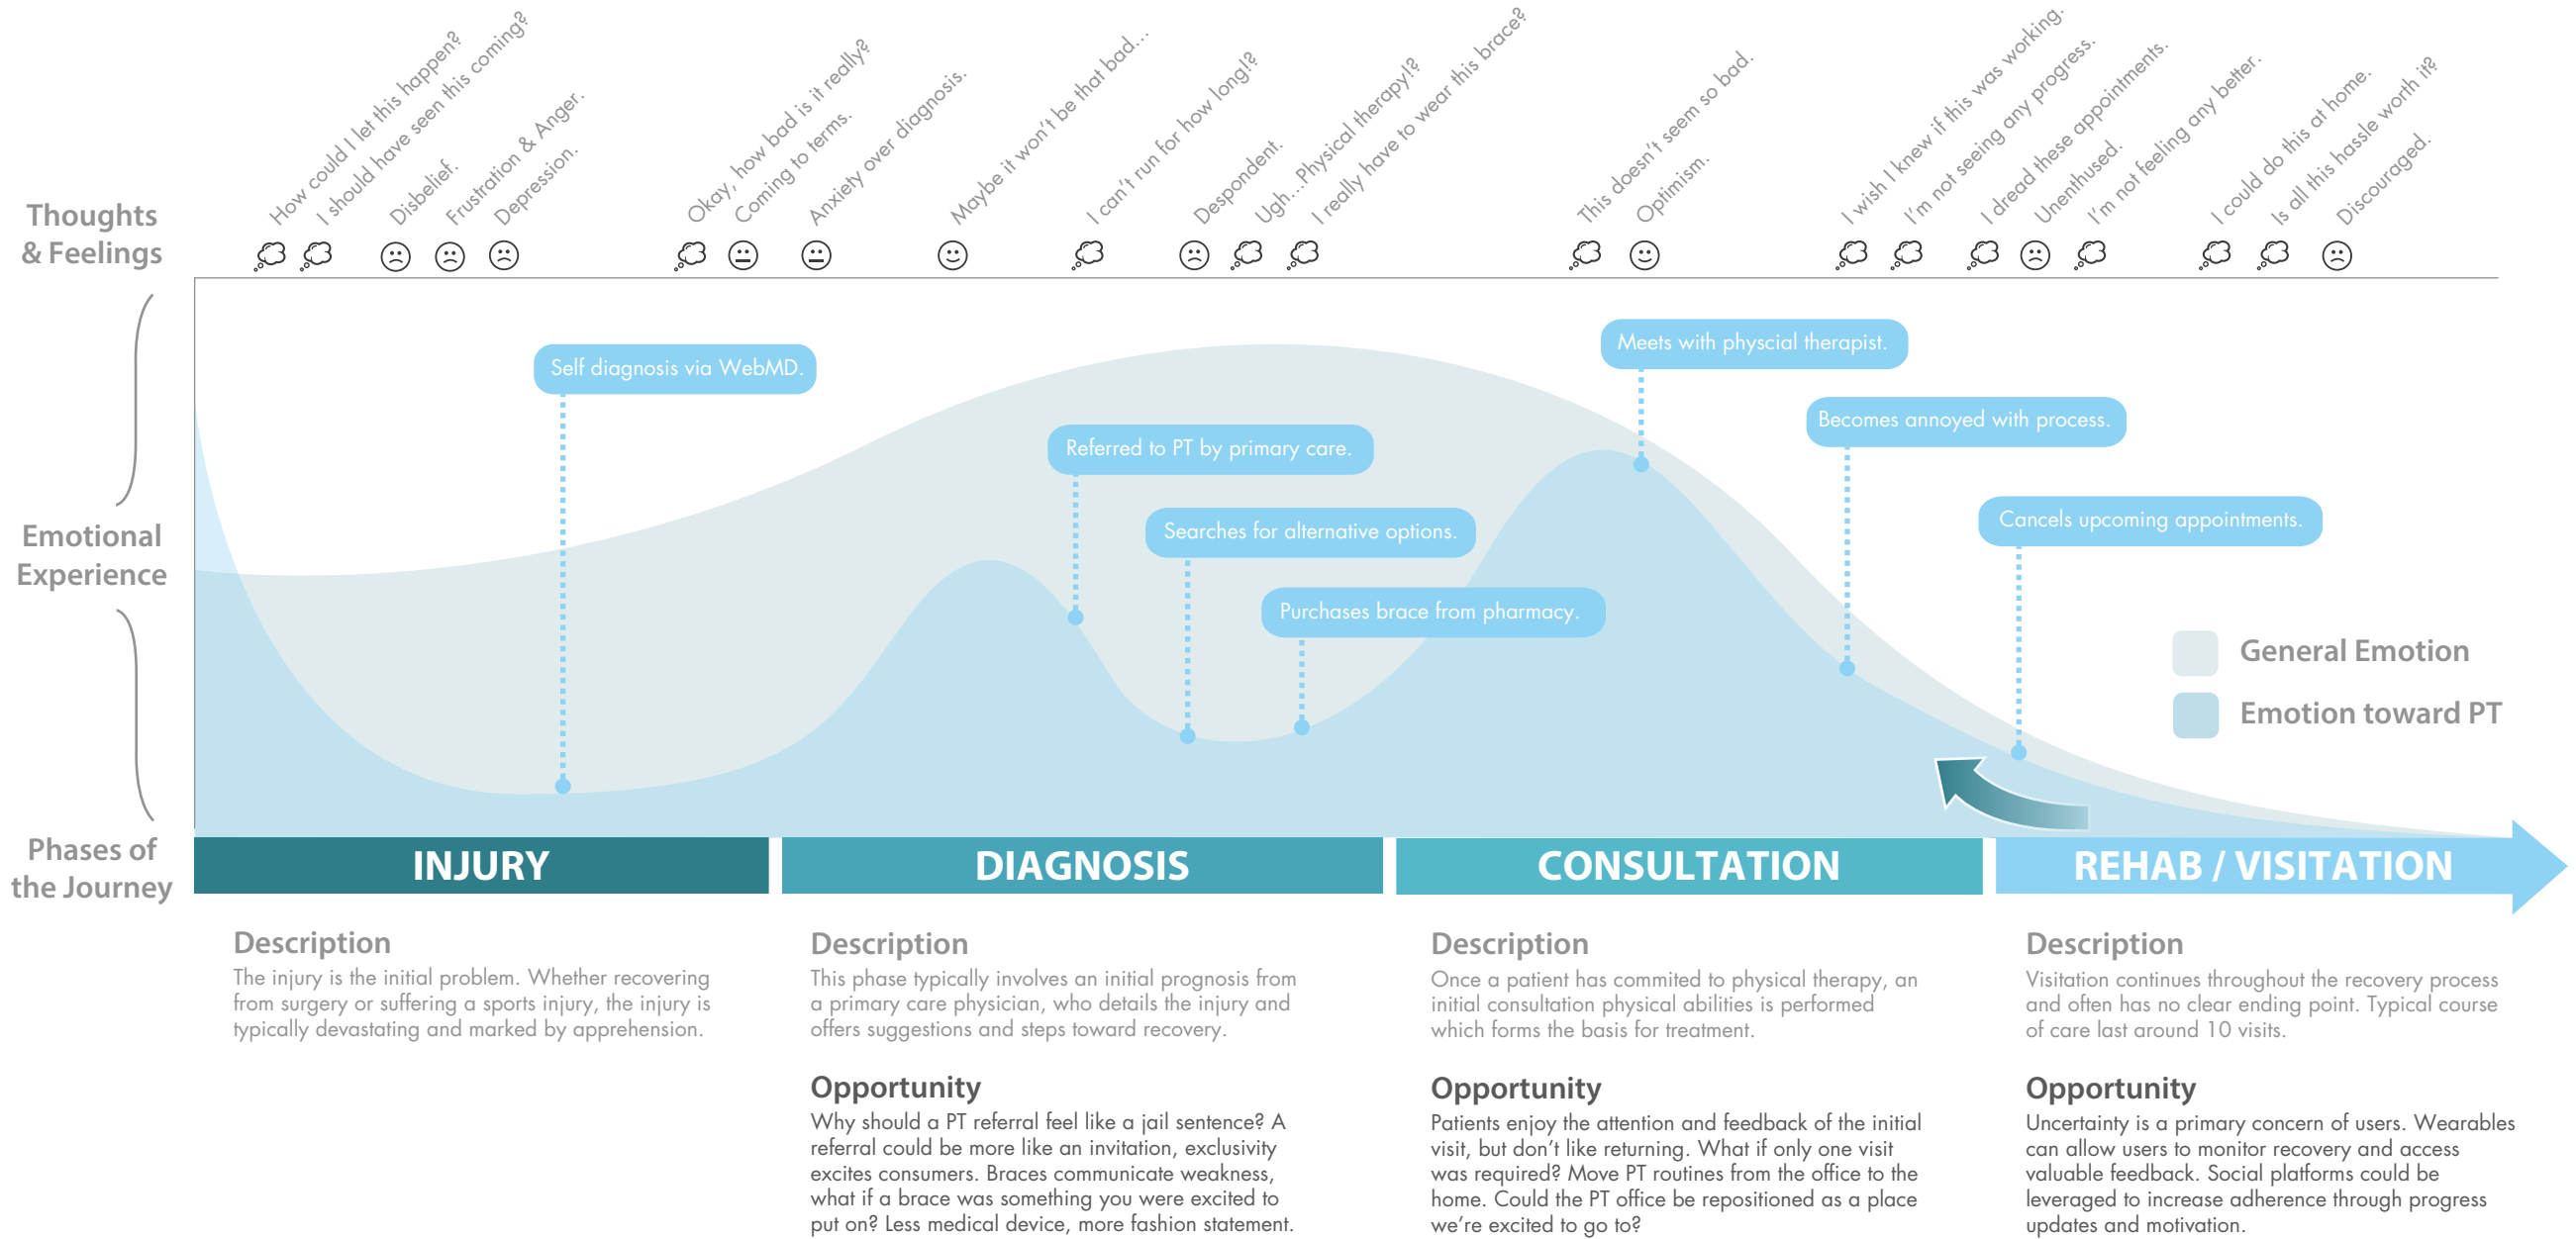 How could I let this happen?
I should have seen this coming?
Disbelief.
Frustration & Anger.
Depression.
Okay, how bad is it really?
Coming to terms.
Anxiety over diagnosis.
Maybe it won't be that bad...
I can't run for how long!?
Despondent.
Ugh...Physical therapy!?
I really have to wear this brace?
This doesn't seem so bad.
Optimism.
I wish I knew if this was working.
I'm not seeing any progress.
I dread these appointments.
Unenthused.
I'm not feeling any better.
I could do this at home.
Is all this hassle worth it?
Discouraged.
Thoughts
& Feelings
Meets with physcial therapist.
Self diagnosis via WebMD.
Becomes annoyed with process.
Referred to PT by primary care.
Cancels upcoming appointments.
Searches for alternative options.
Emotional
Experience
Purchases brace from pharmacy.
General Emotion
Emotion toward PT
Phases of
the Journey
INJURY
DIAGNOSIS
CONSULTATION
REHAB / VISITATION
Description
The injury is the initial problem. Whether recovering
from surgery or suffering a sports injury, the injury is
typically devastating and marked by apprehension.
Description
This phase typically involves an initial prognosis from
a primary care physician, who details the injury and
offers suggestions and steps toward recovery.
Opportunity
Why should a PT referral feel like a jail sentence? A
referral could be more like an invitation, exclusivity
excites consumers. Braces communicate weakness,
what if a brace was something you were excited to
put on? Less medical device, more fashion statement.
Description
Once a patient has commited to physical therapy, an
initial consultation physical abilities is performed
which forms the basis for treatment.
Opportunity
Patients enjoy the attention and feedback of the initial
visit, but don't like returning. What if only one visit
was required? Move PT routines from the office to the
home. Could the PT office be repositioned as a place
we're excited to go to?
Description
Visitation continues throughout the recovery process
and often has no clear ending point. Typical course
of care last around 10 visits.
Opportunity
Uncertainty is a primary concern of users. Wearables
can allow users to monitor recovery and access
valuable feedback. Social platforms could be
leveraged to increase adherence through progress
updates and motivation.